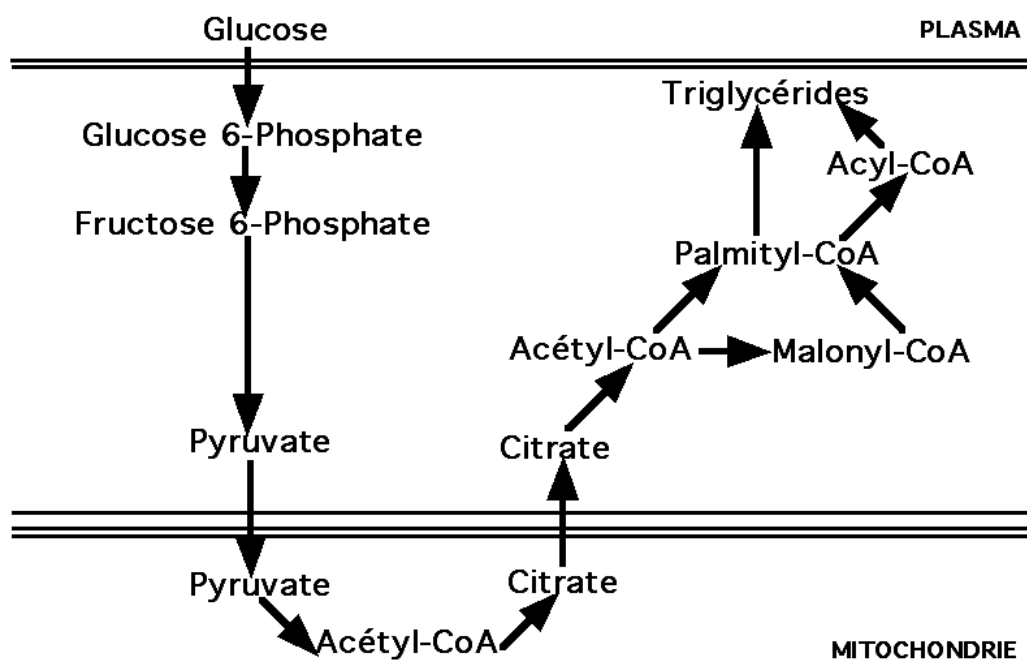 Glucose
PLASMA
Triglycérides
Glucose 6-Phosphate
Acyl-CoA
Fructose 6-Phosphate
Palmityl-CoA
Acétyl-CoA
Malonyl-CoA
Pyruvate
Citrate
Pyruvate
Citrate
Acétyl-CoA
MITOCHONDRIE